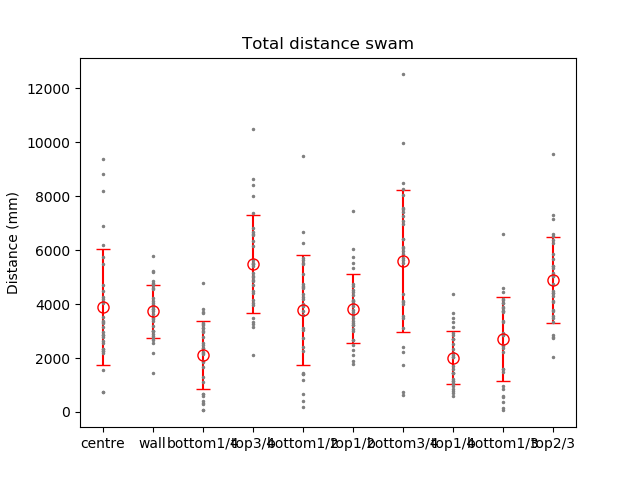 Total distance swam
Distance (mm)
12000
10000
8000
6000
4000
2000
0
centre wall bottom1/4 top3/4 bottom1/2 top1/2 bottom3/4 top1/4 bottom1/3 top2/3